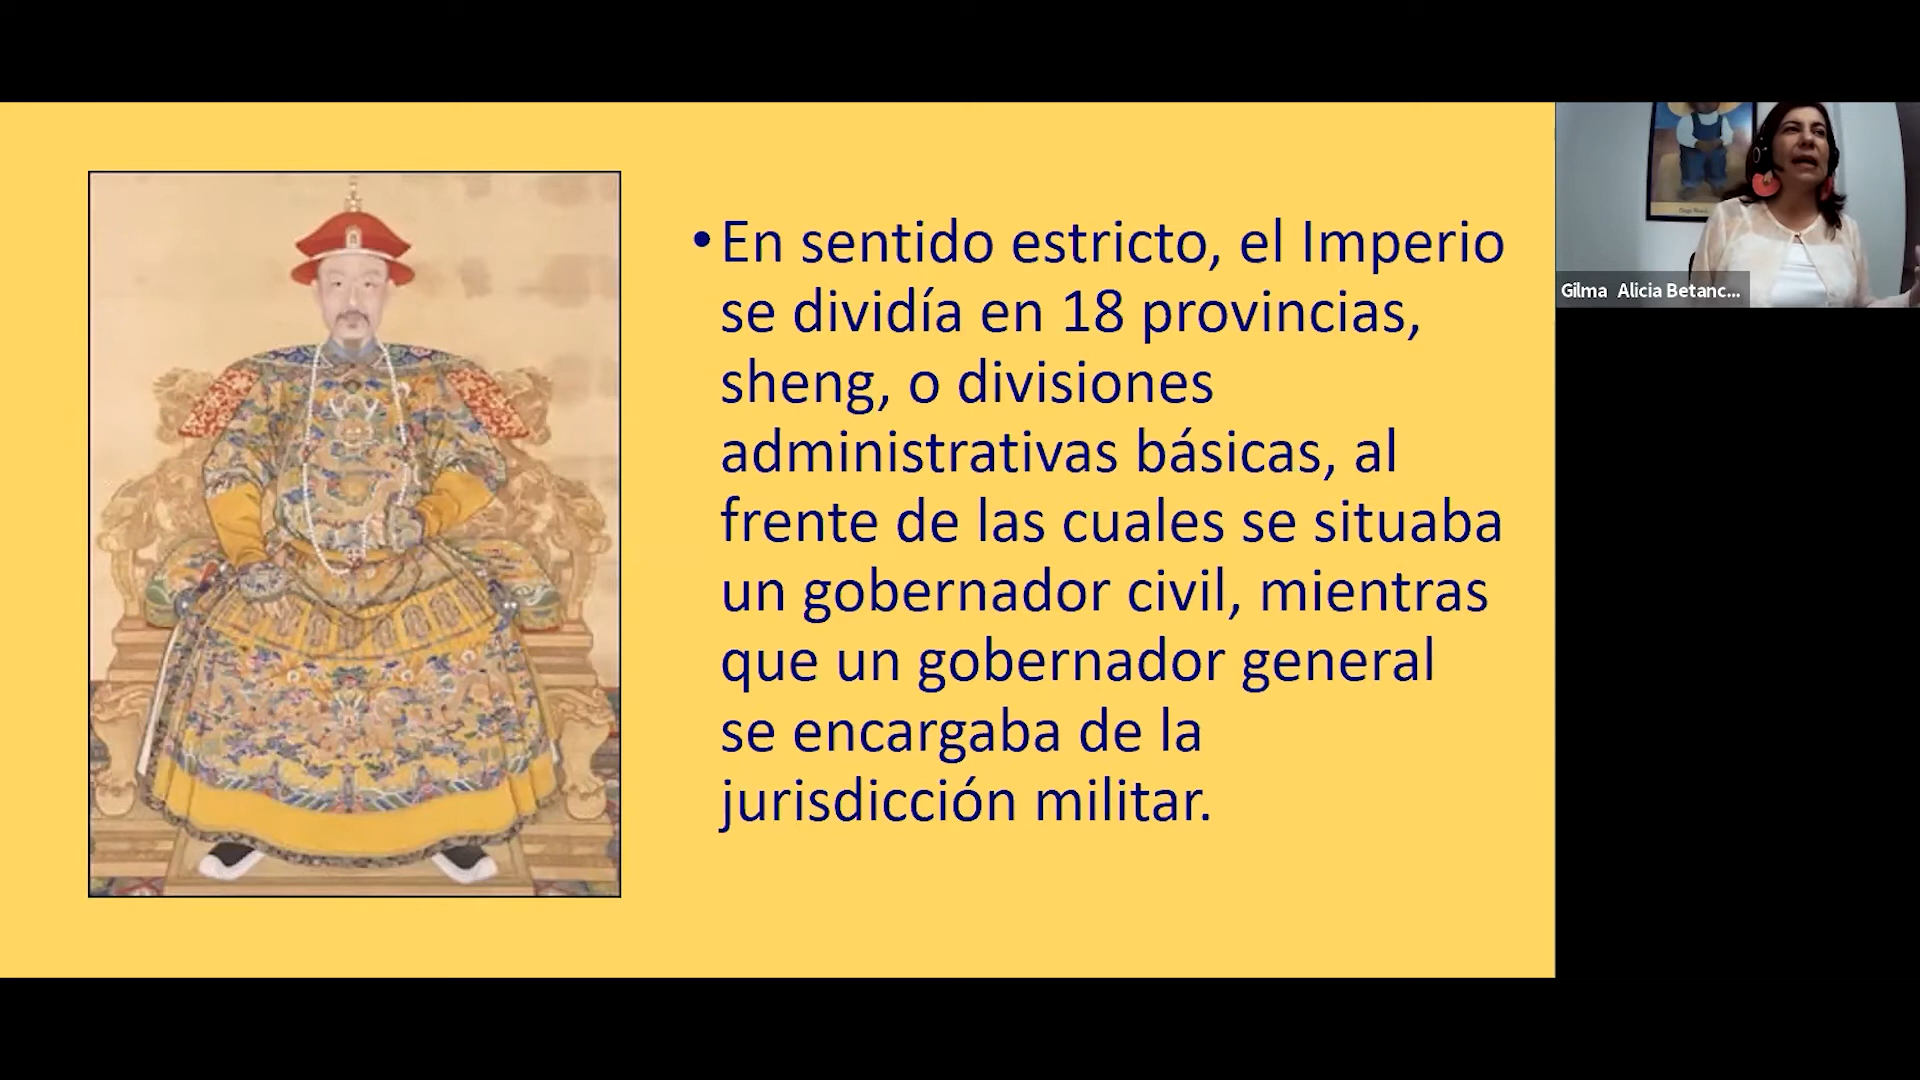 • En sentido estricto, el Imperio
se dividía en 18 provincias,
sheng, o divisiones
administrativas básicas, al
frente de las cuales se situaba
un gobernador civil, mientras
que un gobernador general
se encargaba de la
jurisdicción militar.
Gilma Alicia Betanc...